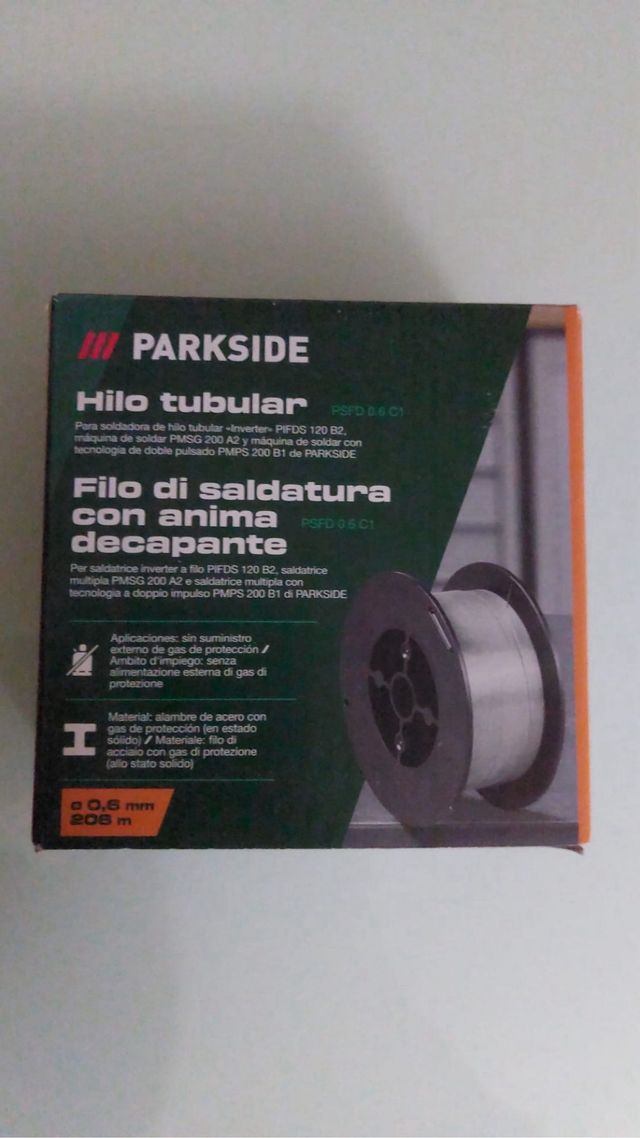 PARKSIDE
Hilo tubular PSFD 0.6 C1
Para soldadora de hilo tubular «Inverter» PIFDS 120 B2,
máquina de soldar PMSG 200 A2 y máquina de soldar con
tecnología de doble pulsado PMPS 200 B1 de PARKSIDE
Filo di saldatura
con anima PSFD 0.6 C1
decapante
Per saldatrice inverter a filo PIFDS 120 B2, saldatrice
multipla PMSG 200 A2 e saldatrice multipla con
tecnologia a doppio impulso PMPS 200 B1 di PARKSIDE
Aplicaciones: sin suministro
externo de gas de protección //
Ambito d'impiego: senza
alimentazione esterna di gas di
protezione
Material: alambre de acero con
gas de protección (en estado
sólido) // Materiale: filo di
acciaio con gas di protezione
(allo stato solido)
ø 0,6 mm
206 m